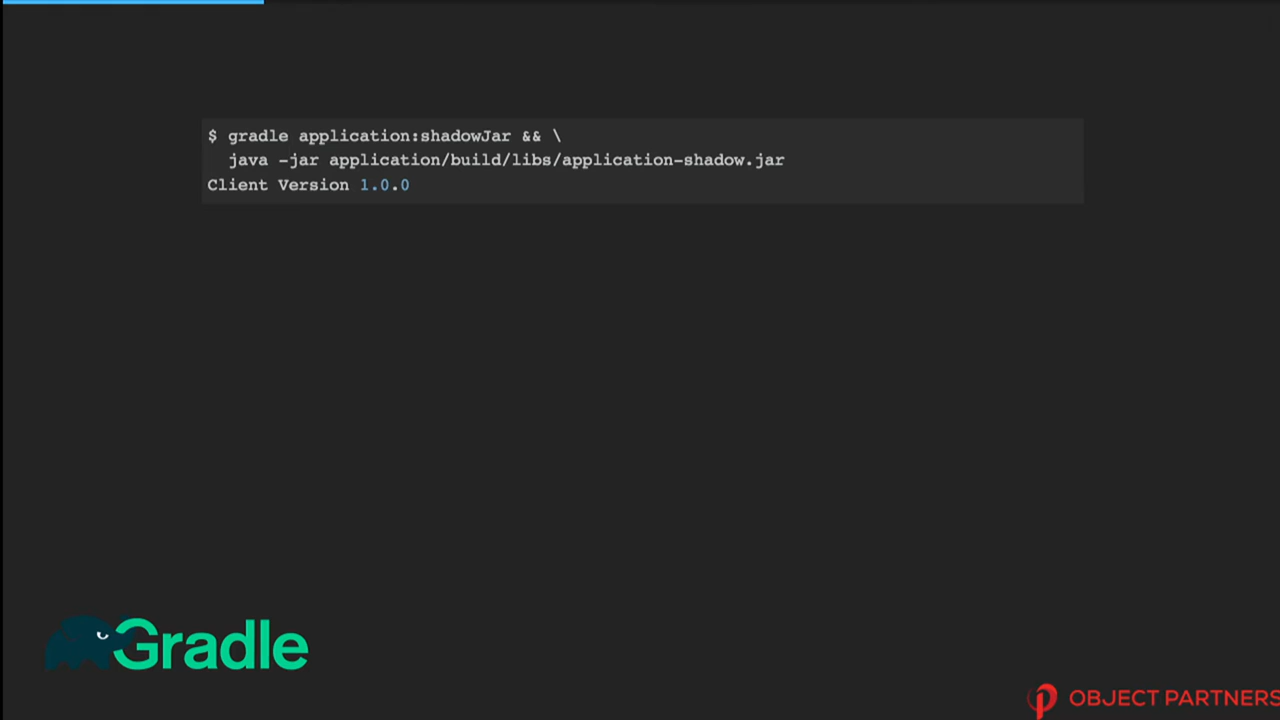 $ gradle application:shadowJar && \
java -jar application/build/libs/application-shadow.jar
Client Version 1.0.0
Gradle
OBJECT PARTNERS